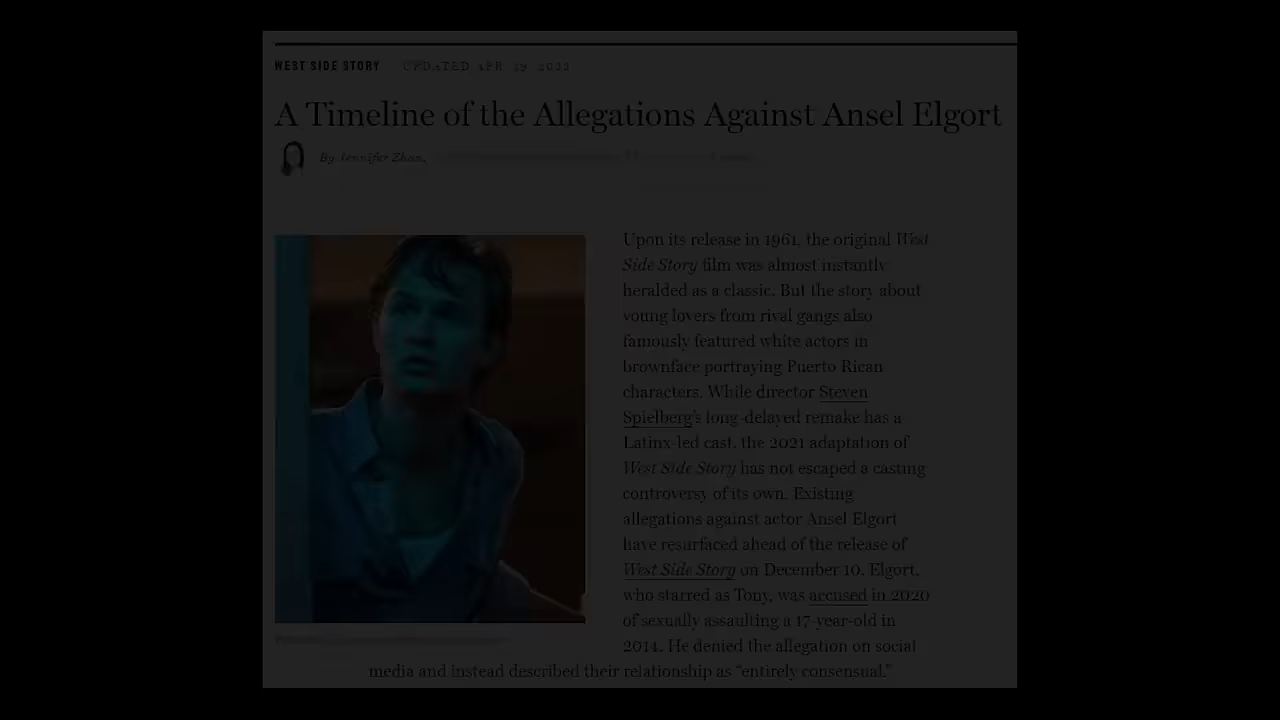 WEST SIDE STORY UPDATED APR. 19, 2022
A Timeline of the Allegations Against Ansel Elgort
By Jennifer Zhan,
Upon its release in 1961, the original West
Side Story film was almost instantly
heralded as a classic. But the story about
young lovers from rival gangs also
famously featured white actors in
brownface portraying Puerto Rican
characters. While director Steven
Spielberg's long-delayed remake has a
Latinx-led cast, the 2021 adaptation of
West Side Story has not escaped a casting
controversy of its own. Existing
allegations against actor Ansel Elgort
have resurfaced ahead of the release of
West Side Story on December 10. Elgort,
who starred as Tony, was accused in 2020
of sexually assaulting a 17-year-old in
2014. He denied the allegation on social
media and instead described their relationship as “entirely consensual.”